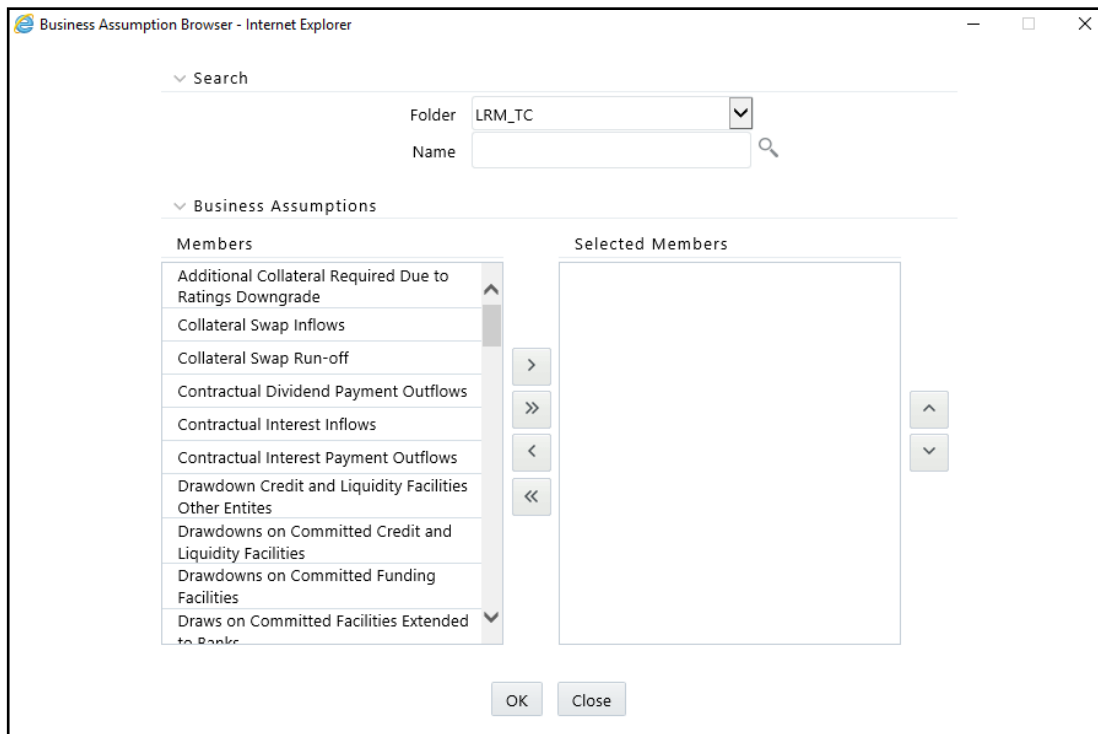 Business Assumption Browser - Internet Explorer
Search
Folder LRM_TC
Name
Business Assumptions
Members
Selected Members
Additional Collateral Required Due to
Ratings Downgrade
Collateral Swap Inflows
Collateral Swap Run-off
Contractual Dividend Payment Outflows
Contractual Interest Inflows
Contractual Interest Payment Outflows
Drawdown Credit and Liquidity Facilities
Other Entites
Drawdowns on Committed Credit and
Liquidity Facilities
Drawdowns on Committed Funding
Facilities
Draws on Committed Facilities Extended
to Banks
OK Close